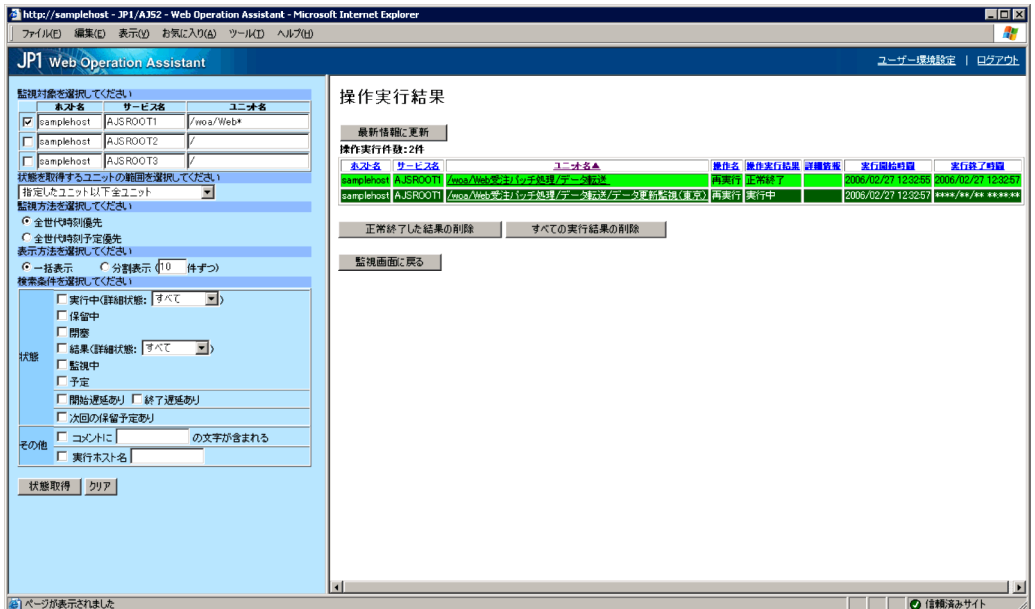 http://samplehost - JP1/AJS2 - Web Operation Assistant - Microsoft Internet Explorer
ファイル(F) 編集(E) 表示(V) お気に入り(A) ツール(T) ヘルプ(H)
JP1 Web Operation Assistant
ユーザー環境設定 | ログアウト
監視対象を選択してください
ホスト名 サービス名 ユニット名
samplehost AJSROOT1 /woa/Web*
samplehost AJSROOT2 /
samplehost AJSROOT3 /
状態を取得するユニットの範囲を選択してください
指定したユニット以下全ユニット
監視方法を選択してください
全世代時刻優先
全世代時刻予定優先
表示方法を選択してください
一括表示 分割表示 (10 件ずつ)
検索条件を選択してください
状態
実行中(詳細状態: すべて )
保留中
閉塞
結果(詳細状態: すべて )
監視中
予定
開始遅延あり 終了遅延あり
次回の保留予定あり
その他
コメントに の文字が含まれる
実行ホスト名
状態取得 クリア
操作実行結果
最新情報に更新
操作実行件数:2件
ホスト名 サービス名 ユニット名▲ 操作名 操作実行結果 詳細情報 実行開始時間 実行終了時間
samplehost AJSROOT1 /woa/Web受注バッチ処理/データ転送 再実行 正常終了 2006/02/27 12:32:55 2006/02/27 12:32:57
samplehost AJSROOT1 /woa/Web受注バッチ処理/データ転送/データ更新監視(東京) 再実行 実行中 2006/02/27 12:32:57 ****/**/** **:**:**
正常終了した結果の削除 すべての実行結果の削除
監視画面に戻る
ページが表示されました
信頼済みサイト